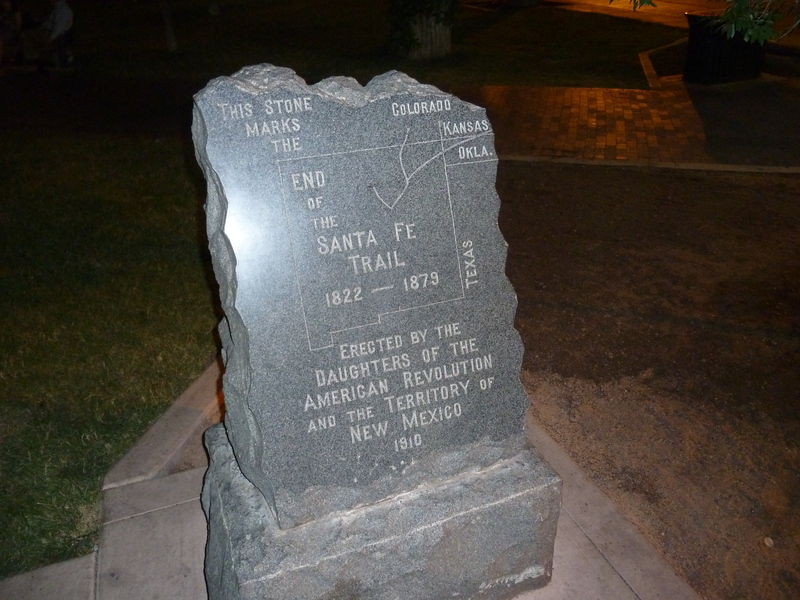 THIS STONE
MARKS
THE
COLORADO
KANSAS
OKLA.
END
OF
THE
SANTA FE
TRAIL
1822 — 1879
TEXAS
ERECTED BY THE
DAUGHTERS OF THE
AMERICAN REVOLUTION
AND THE TERRITORY OF
NEW MEXICO
1910